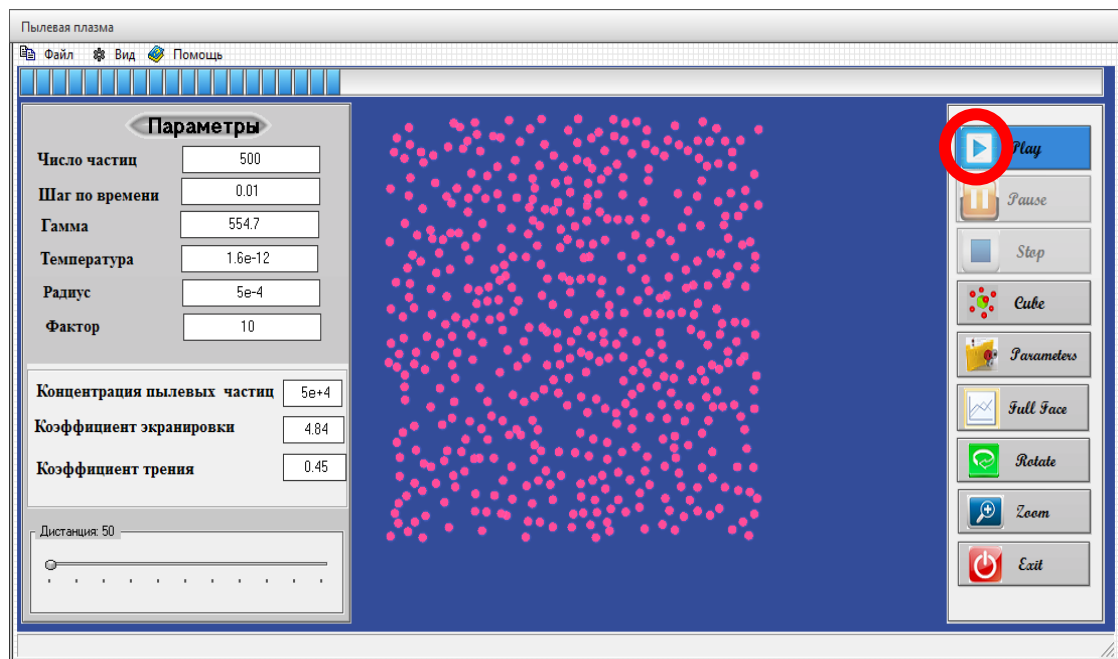 Пылевая плазма
Файл Вид Помощь
Параметры
Число частиц 500
Шаг по времени 0.01
Гамма 554.7
Температура 1.6e-12
Радиус 5e-4
Фактор 10
Концентрация пылевых частиц 5e+4
Коэффициент экранировки 4.84
Коэффициент трения 0.45
Дистанция: 50
Play
Pause
Stop
Cube
Parameters
Full Face
Rotate
Zoom
Exit